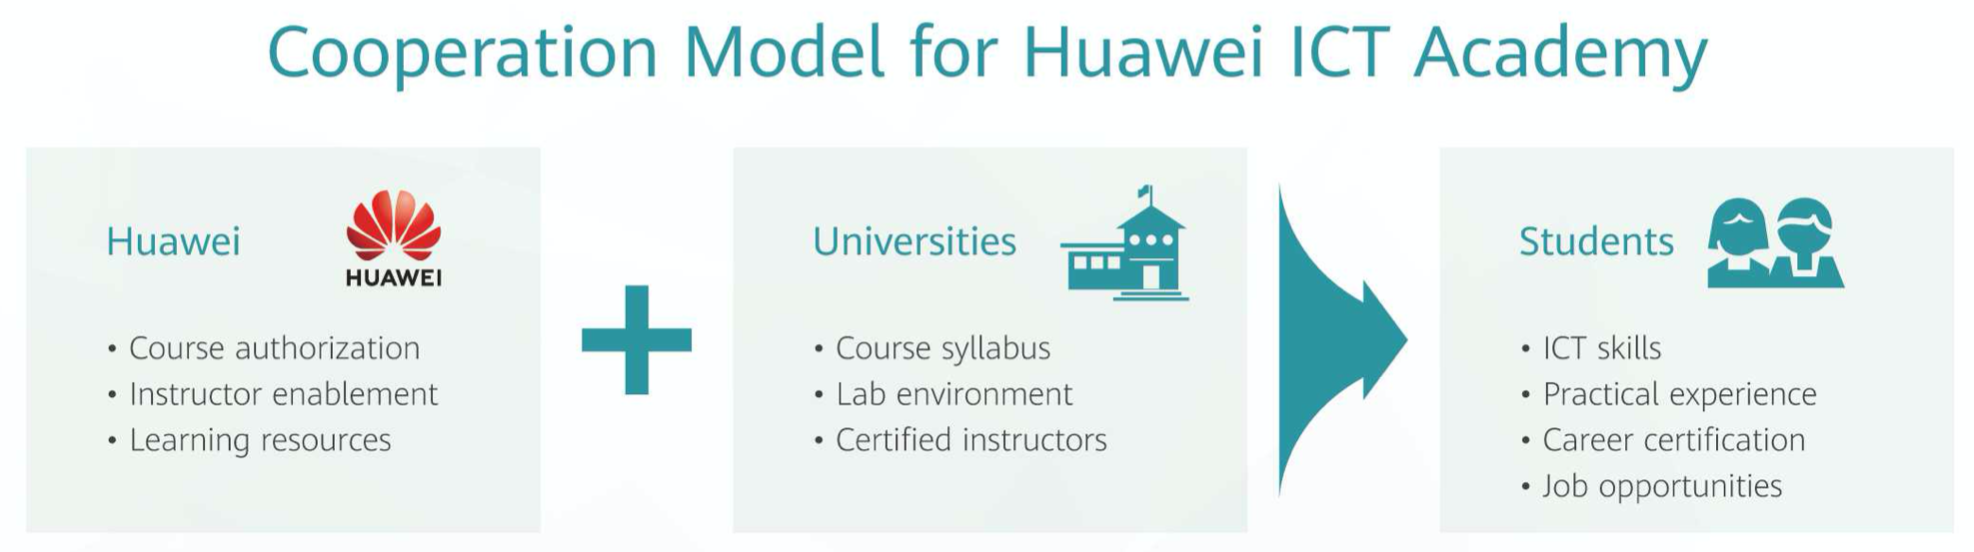 Cooperation Model for Huawei ICT Academy
Huawei
HUAWEI
• Course authorization
• Instructor enablement
• Learning resources
Universities
• Course syllabus
• Lab environment
• Certified instructors
Students
• ICT skills
• Practical experience
• Career certification
• Job opportunities